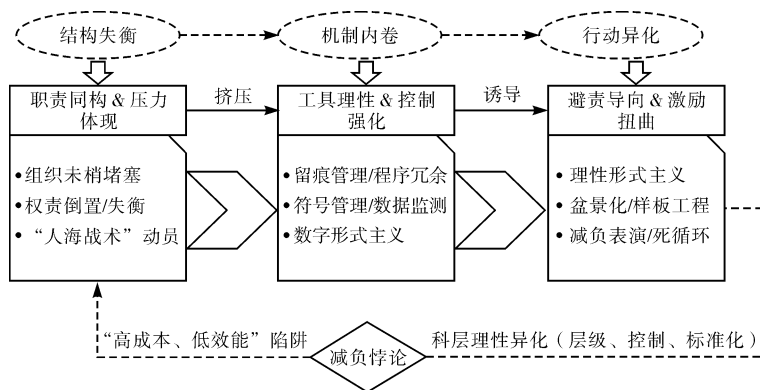 结构失衡
机制内卷
行动异化
职责同构 & 压力
体现
挤压
工具理性 & 控制
强化
诱导
避责导向 & 激励
扭曲
•组织末梢堵塞
•权责倒置/失衡
•“人海战术”动员
•留痕管理/程序冗余
•符号管理/数据监测
•数字形式主义
• 理性形式主义
• 盆景化/样板工程
• 减负表演/死循环
“高成本、低效能”陷阱
减负悖论
科层理性异化（层级、控制、标准化）